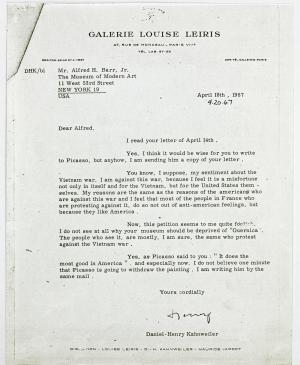 GALERIE LOUISE LEIRIS
47, RUE DE MONCEAU, PARIS VIIIe
DHK/bl
Mr. Alfred H. Barr, Jr.
The Museum of Modern Art
11 West 53rd Street
NEW YORK 19
USA
April 18th, 1967
4.20.67
Dear Alfred,
I read your letter of April 14th.
Yes, I think it would be wise for you to write
to Picasso, but anyhow, I am sending him a copy of your letter.
You know, I suppose, my sentiment about the
Vietnam war. I am against this war, because I feel it is a misfortune
not only in itself and for the Vietnam, but for the United States them-
selves. My reasons are the same as the reasons of the americans who
are against this war and I feel that most of the people in France who
are protesting against it, do so not out of anti-american feelings, but
because they like America.
Now, this petition seems to me quite
I do not see at all why your museum should be deprived of "Guernica".
The people who see it, are mostly, I am sure, the same who protest
against the Vietnam war.
Yes, as Picasso said to you : "It does the
most good in America" . and especially now. I do not believe one minute
that Picasso is going to withdraw the painting . I am writing him by the
same mail .
Yours cordially
Henry
Daniel-Henry Kahnweiler
LOUISE LEIRIS - D.-H. KAHNWEILER - MAURICE JARDOT